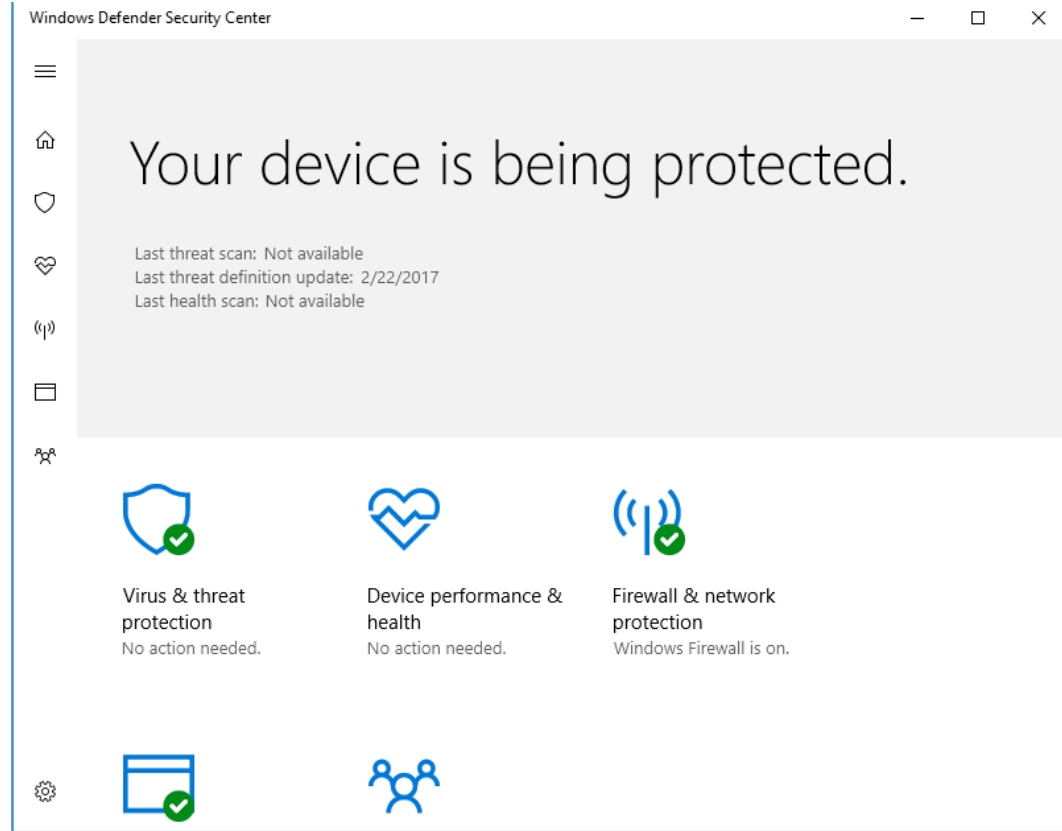 Windows Defender Security Center
Your device is being protected.
Last threat scan: Not available
Last threat definition update: 2/22/2017
Last health scan: Not available
Virus & threat
protection
No action needed.
Device performance &
health
No action needed.
Firewall & network
protection
Windows Firewall is on.